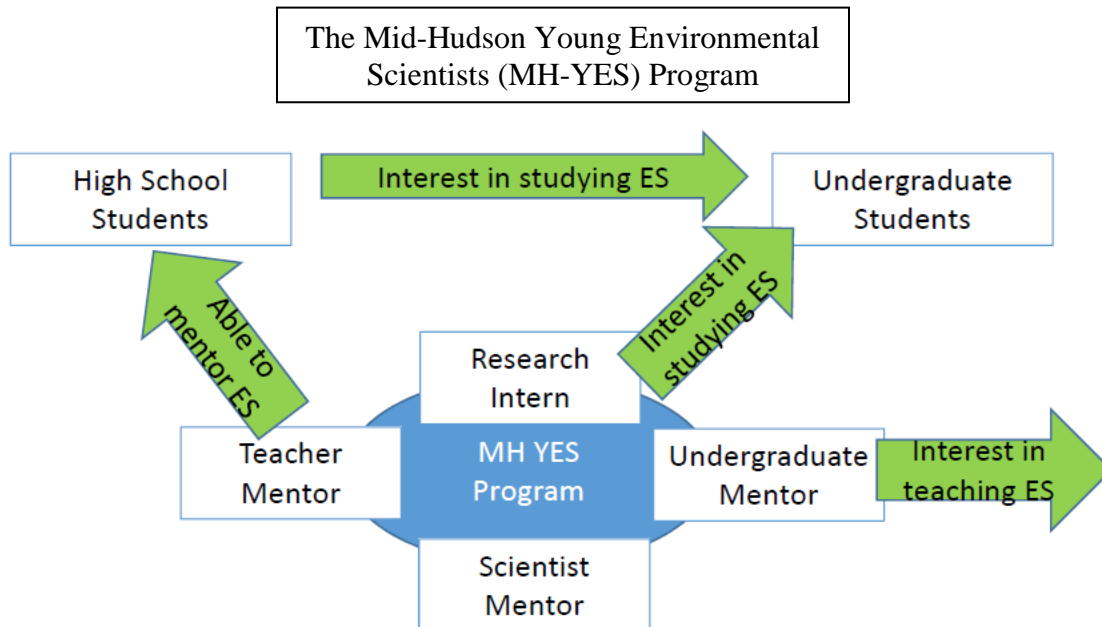 The Mid-Hudson Young Environmental
Scientists (MH-YES) Program
High School
Students
Interest in studying ES
Undergraduate
Students
Able to
mentor ES
Interest in
studying ES
Research
Intern
Teacher
Mentor
MH YES
Program
Undergraduate
Mentor
Interest in
teaching ES
Scientist
Mentor